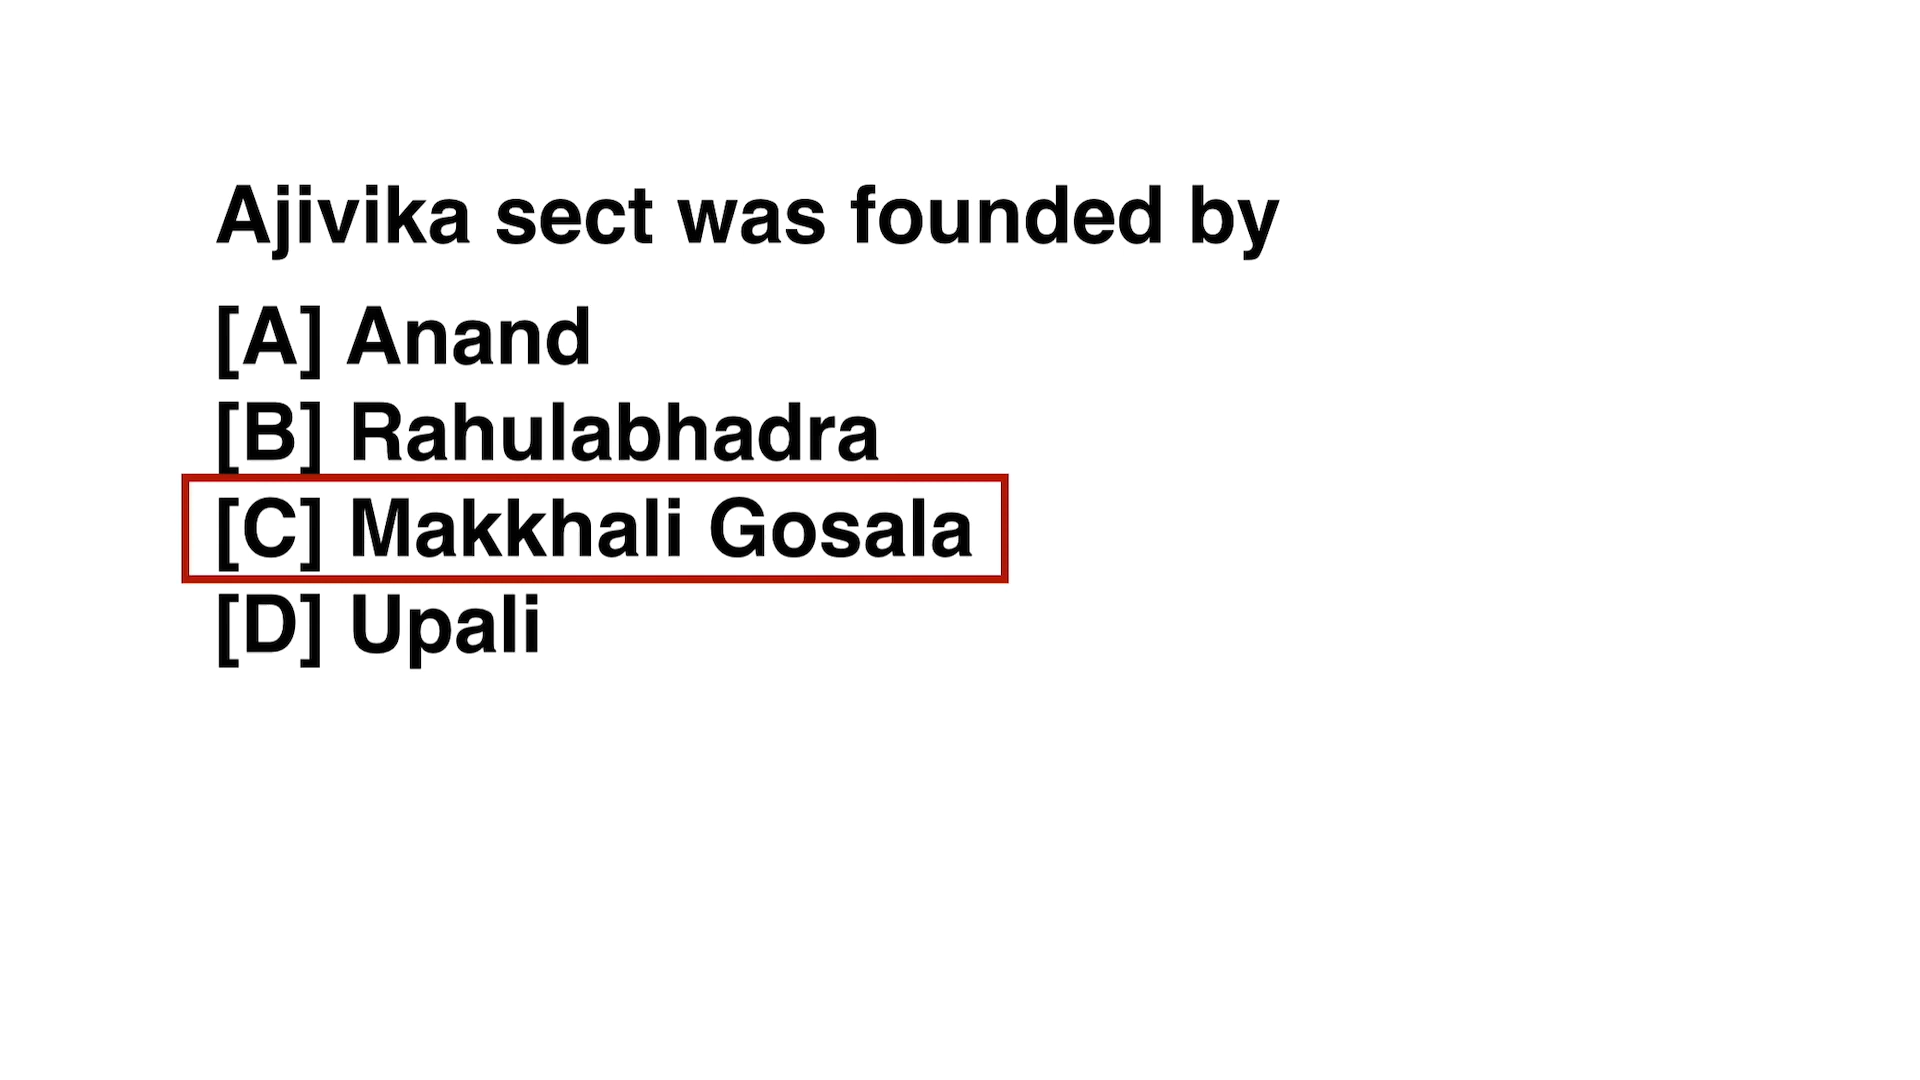 Ajivika sect was founded by
[A] Anand
[B] Rahulabhadra
[C] Makkhali Gosala
[D] Upali